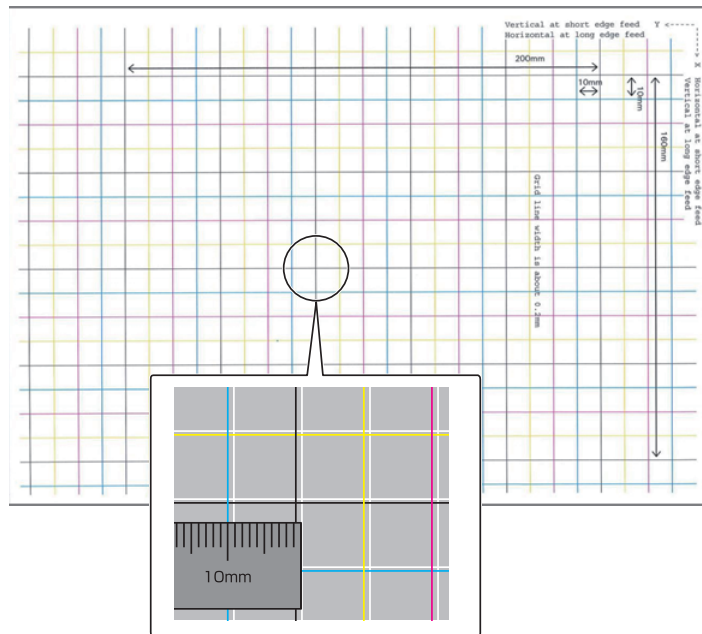 Vertical at short edge feed Y <-----
Horizontal at long edge feed
X
Horizontal at short edge feed
Vertical at long edge feed
200mm
10mm
10mm
160mm
Grid line width is about 0.2mm
10mm